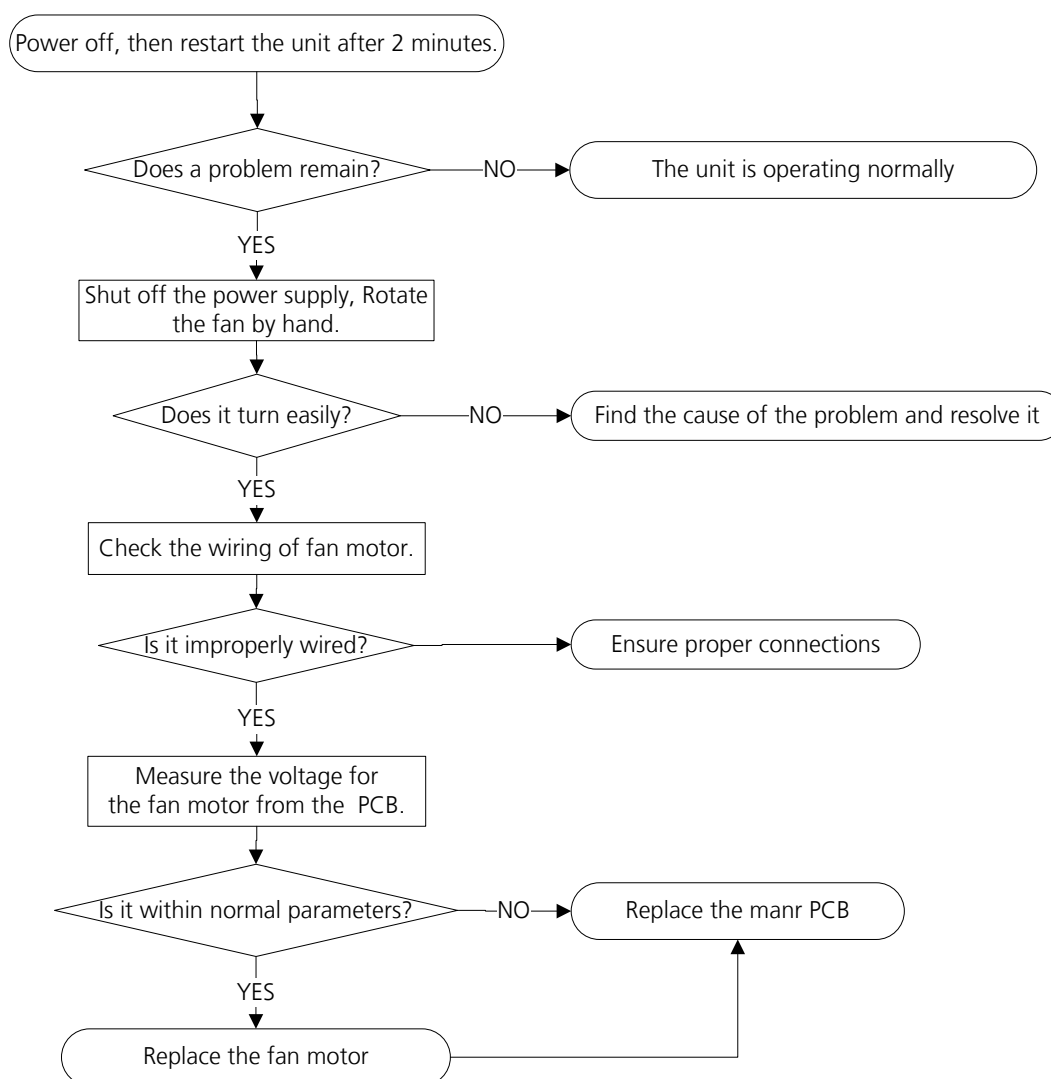 Power off, then restart the unit after 2 minutes.
Does a problem remain?
NO
The unit is operating normally
YES
Shut off the power supply, Rotate
the fan by hand.
Does it turn easily?
NO
Find the cause of the problem and resolve it
YES
Check the wiring of fan motor.
Is it improperly wired?
Ensure proper connections
YES
Measure the voltage for
the fan motor from the PCB.
Is it within normal parameters?
NO
Replace the manr PCB
YES
Replace the fan motor